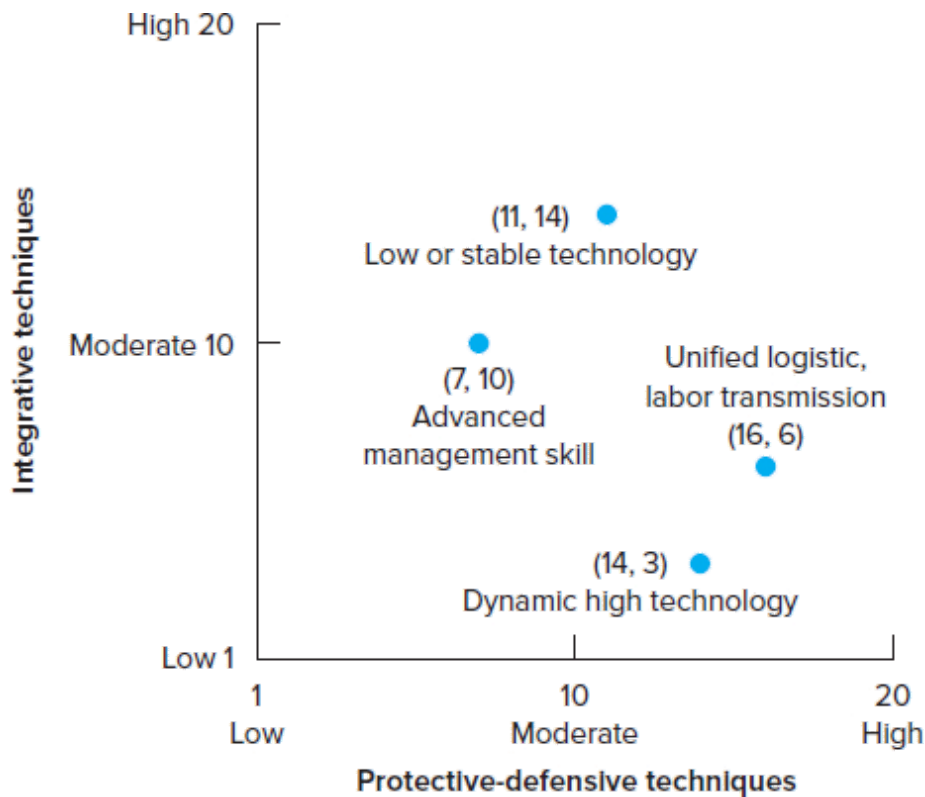 High 20
Integrative techniques
(11, 14)
Low or stable technology
Moderate 10
(7, 10)
Advanced
management skill
Unified logistic,
labor transmission
(16, 6)
(14, 3)
Dynamic high technology
Low 1
1 10 20
Low Moderate High
Protective-defensive techniques